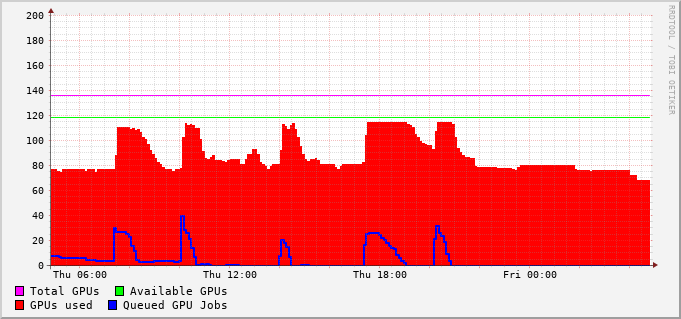 200
180
160
140
120
100
80
60
40
20
0
Thu 06:00 Thu 12:00 Thu 18:00 Fri 00:00
Total GPUs Available GPUs
GPUs used Queued GPU Jobs
RRDTOOL / TOBI OETIKER